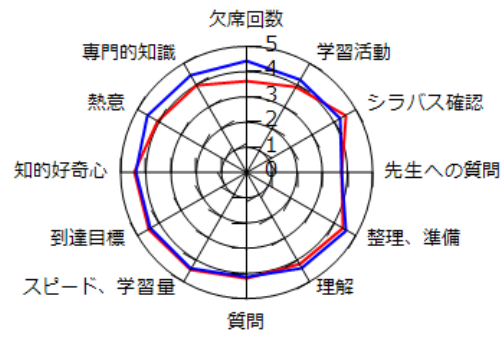 欠席回数
専門的知識
学習活動
熱意
シラバス確認
知的好奇心
先生への質問
到達目標
整理、準備
スピード、学習量
理解
質問
5
4
3
2
1
0